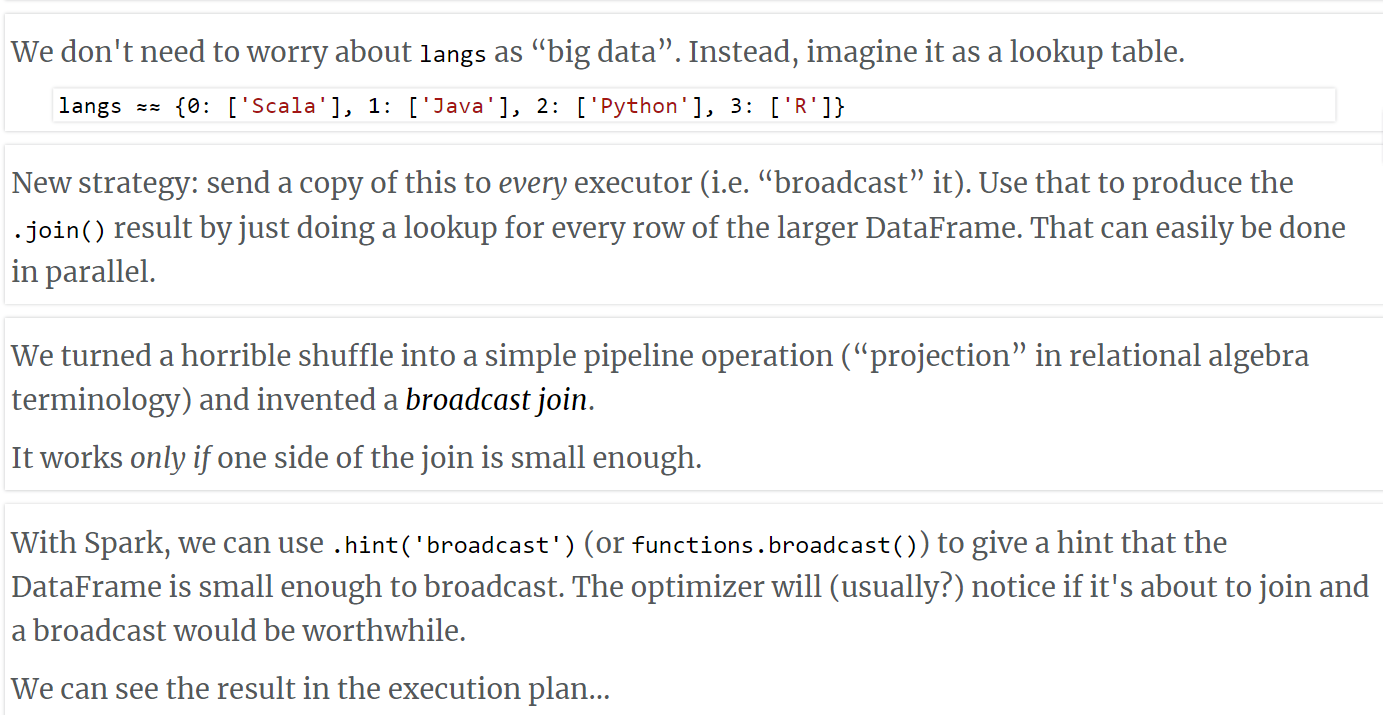 We don't need to worry about langs as “big data”. Instead, imagine it as a lookup table.
langs ≈≈ {0: ['Scala'], 1: ['Java'], 2: ['Python'], 3: ['R']}
New strategy: send a copy of this to every executor (i.e. “broadcast” it). Use that to produce the
.join() result by just doing a lookup for every row of the larger DataFrame. That can easily be done
in parallel.
We turned a horrible shuffle into a simple pipeline operation (“projection” in relational algebra
terminology) and invented a broadcast join.
It works only if one side of the join is small enough.
With Spark, we can use .hint('broadcast') (or functions.broadcast()) to give a hint that the
DataFrame is small enough to broadcast. The optimizer will (usually?) notice if it's about to join and
a broadcast would be worthwhile.
We can see the result in the execution plan…